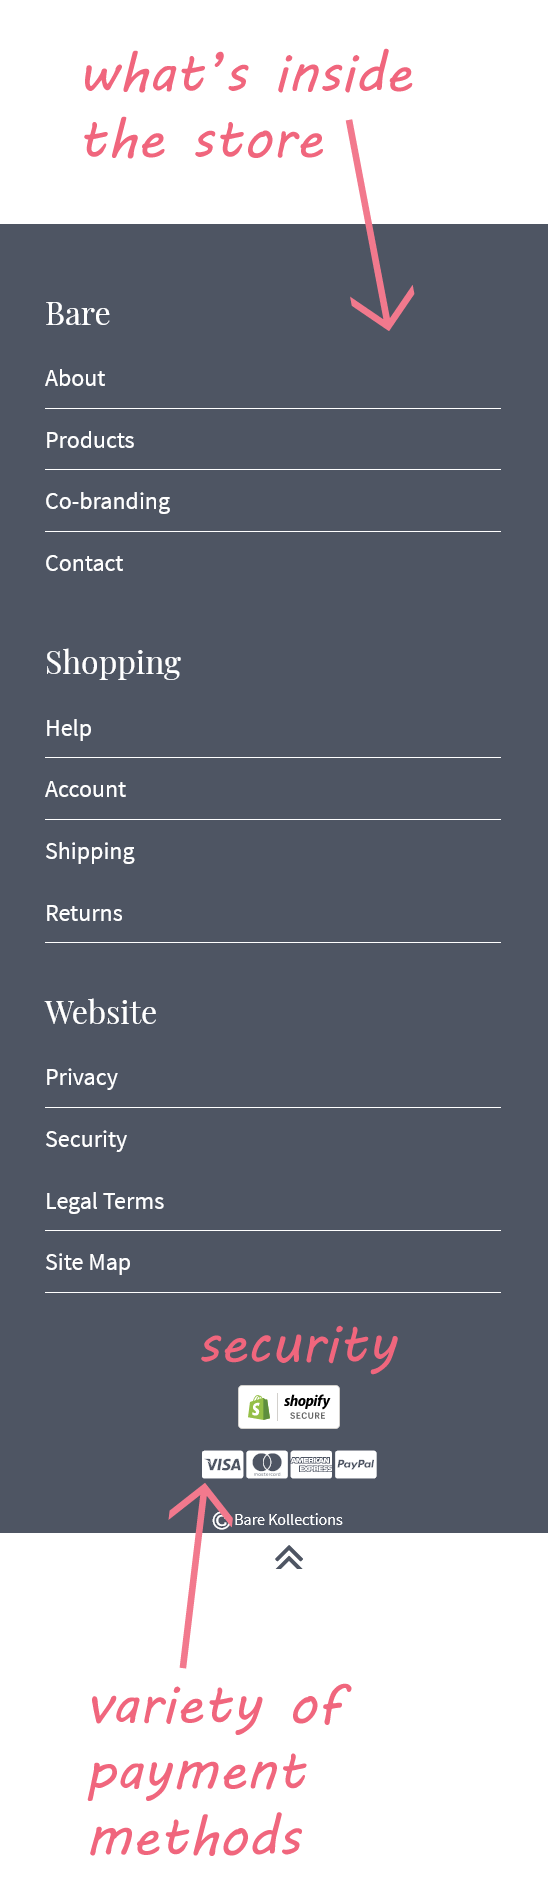 what's inside
the store
Bare
About
Products
Co-branding
Contact
Shopping
Help
Account
Shipping
Returns
Website
Privacy
Security
Legal Terms
Site Map
security
shopify
SECURE
VISA mastercard AMERICAN EXPRESS PayPal
© Bare Kollections
variety of
payment
methods